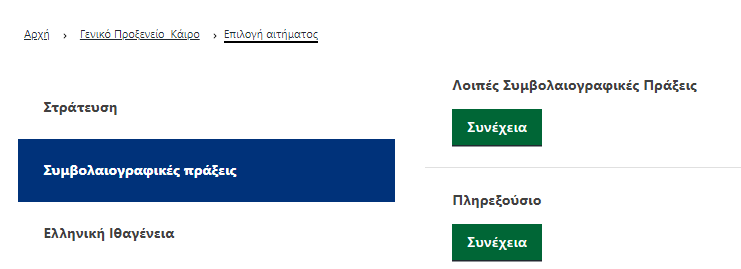 Αρχή › Γενικό Προξενείο Κάιρο › Επιλογή αιτήματος
Στράτευση
Συμβολαιογραφικές πράξεις
Ελληνική Ιθαγένεια
Λοιπές Συμβολαιογραφικές Πράξεις
Συνέχεια
Πληρεξούσιο
Συνέχεια